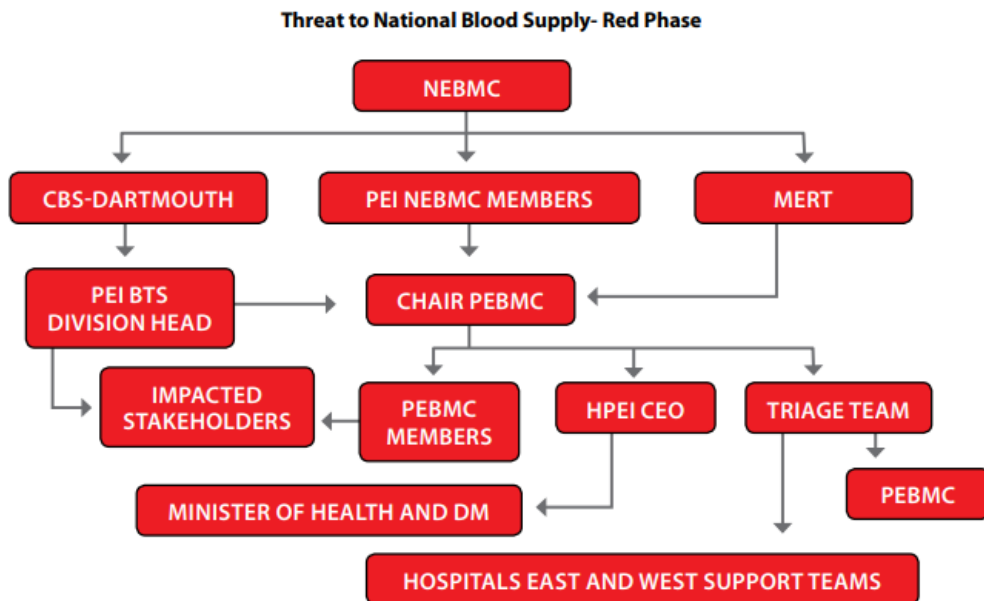 Threat to National Blood Supply- Red Phase
NEBMC
CBS-DARTMOUTH
PEI NEBMC MEMBERS
MERT
PEI BTS
DIVISION HEAD
CHAIR PEBMC
IMPACTED
STAKEHOLDERS
PEBMC
MEMBERS
HPEI CEO
TRIAGE TEAM
PEBMC
MINISTER OF HEALTH AND DM
HOSPITALS EAST AND WEST SUPPORT TEAMS